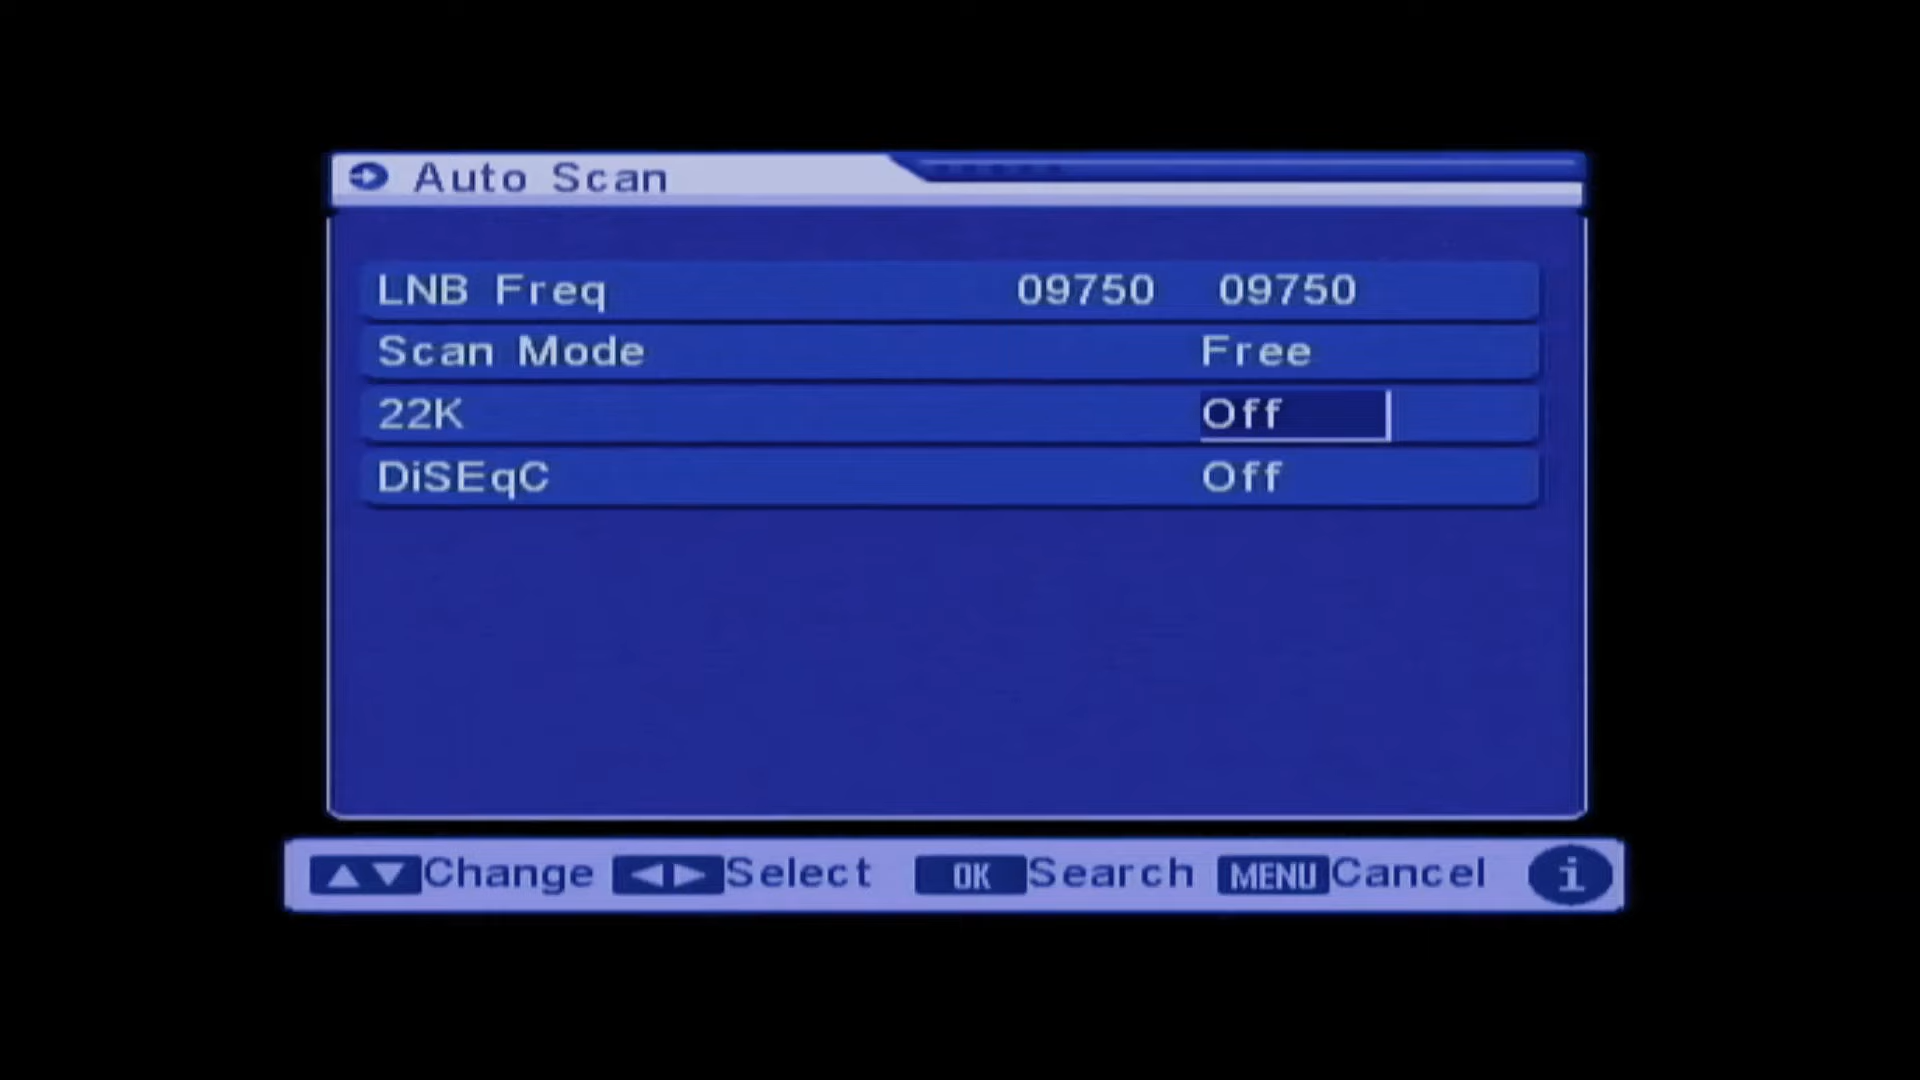 Auto Scan
LNB Freq 09750 09750
Scan Mode Free
22K Off
DiSEqC Off
Change Select OK Search MENU Cancel i